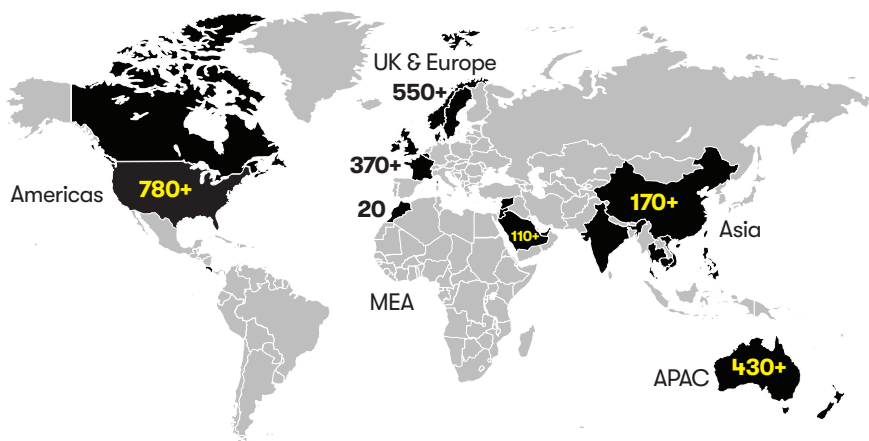 UK & Europe
550+
370+
Americas
780+
170+
20
110+
Asia
MEA
APAC
430+